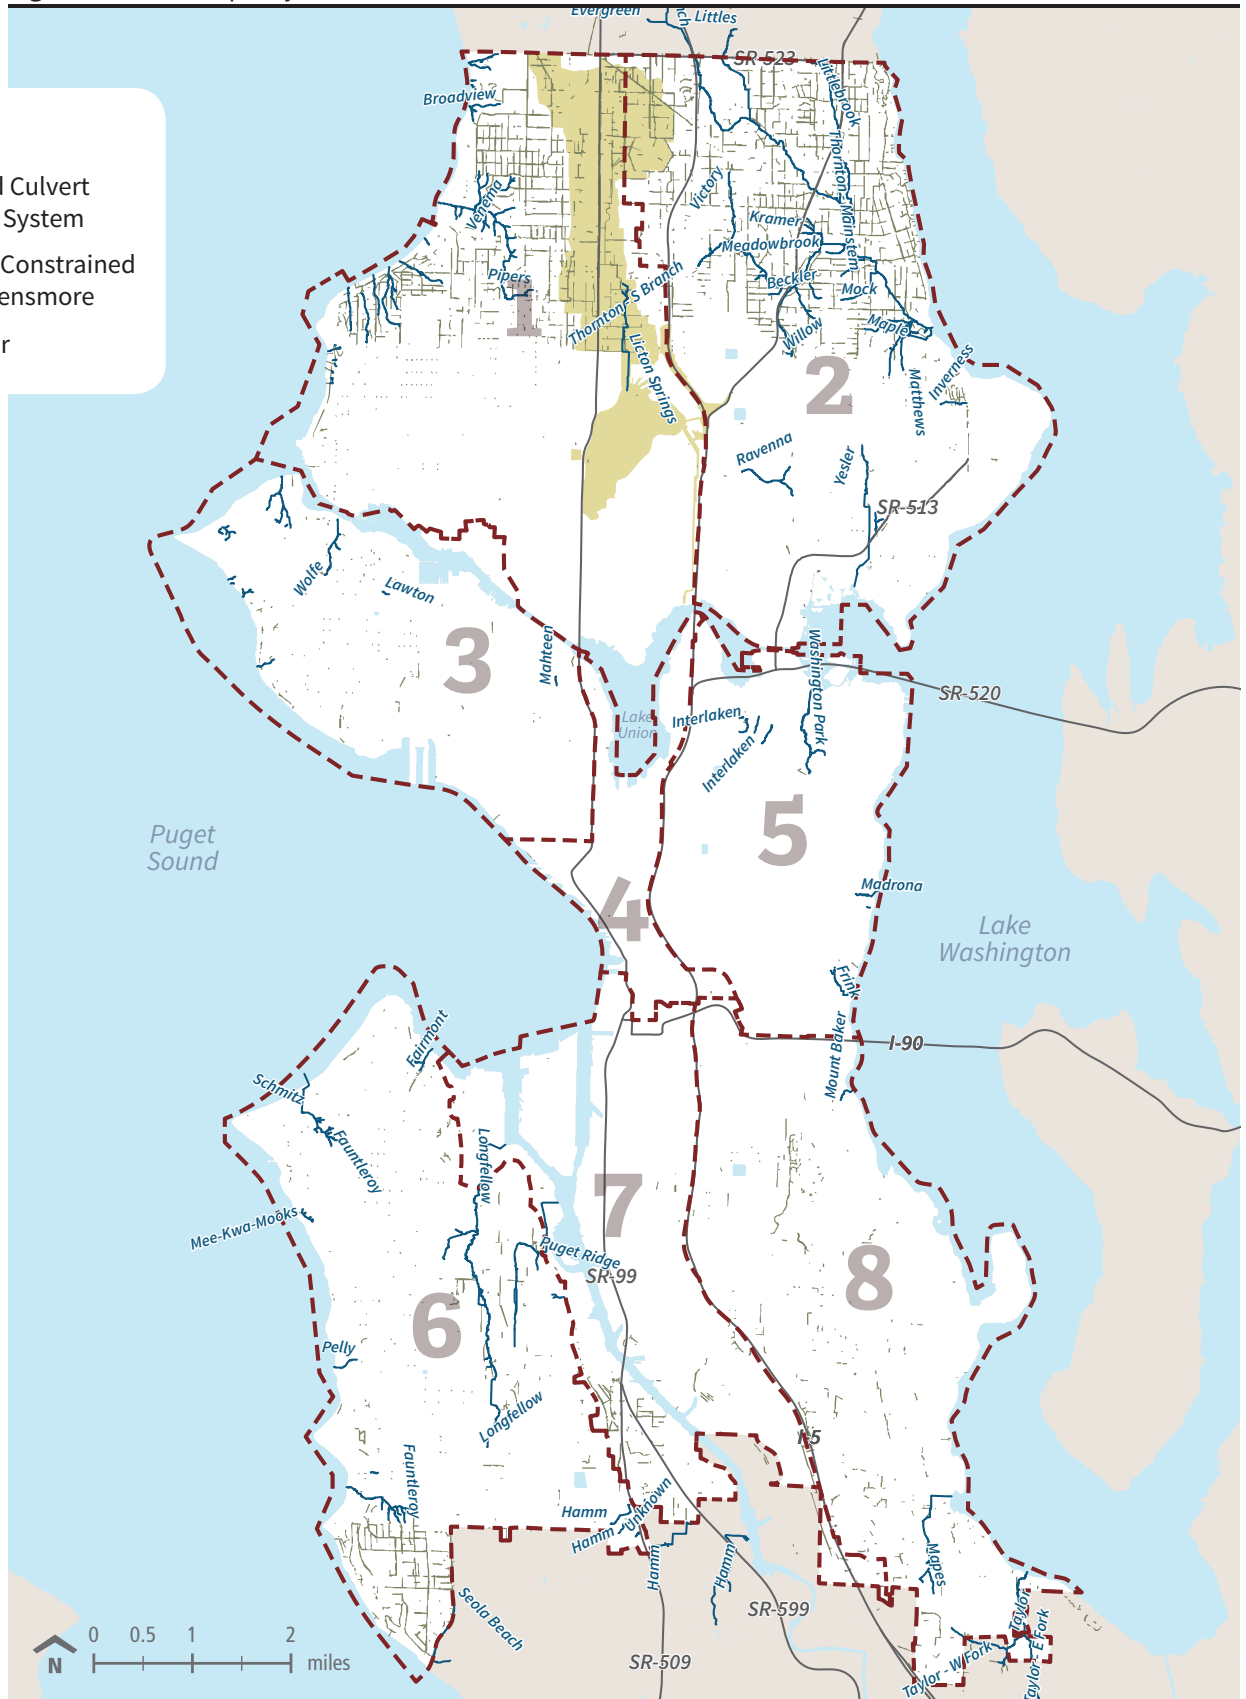 Evergreen
Littles
SR-523
Littlebrook
Broadview
d Culvert
System
Constrained
ensmore
r
Venema
Victory
Thornton - Mainstem
Kramer
Meadowbrook
Pipers
Beckler
Mock
1
Thornton - S Branch
Willow
Maple
Licton Springs
Inverness
2
Matthews
Ravenna
Yesler
SR-513
Wolfe
Lawton
3
Mahteen
Washington Park
SR-520
Lake
Union
Interlaken
Interlaken
5
Puget
Sound
4
Madrona
Lake
Washington
Frink
Fairmont
Mount Baker
I-90
Schmitz
Fauntleroy
Longfellow
Mee-Kwa-Mooks
7
Puget Ridge
SR-99
8
6
Pelly
Longfellow
I-5
Fauntleroy
Hamm
Unknown
Hamm
Hamm
Hamm
Mapes
Seola Beach
SR-599
Taylor
Taylor - E Fork
Taylor - W Fork
SR-509
N
0 0.5 1 2
miles